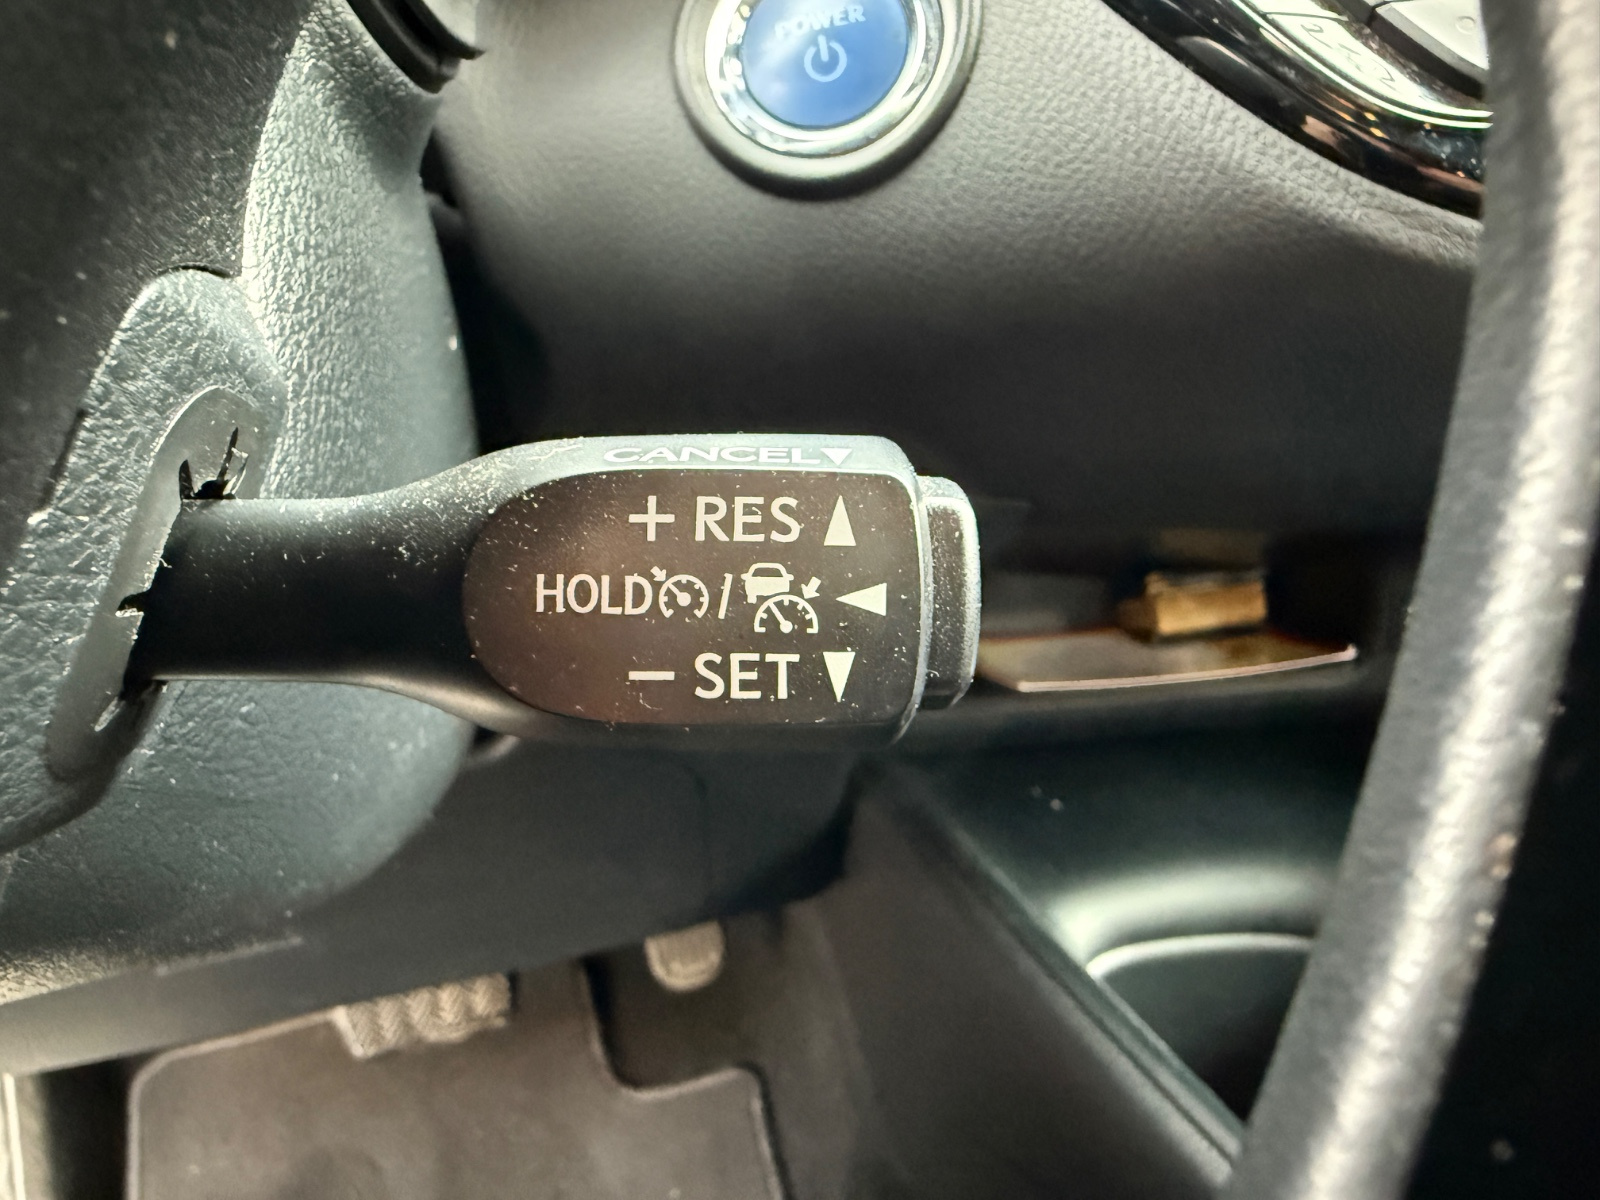 POWER
CANCEL▼
+ RES ▲
HOLD / ◀
− SET ▼